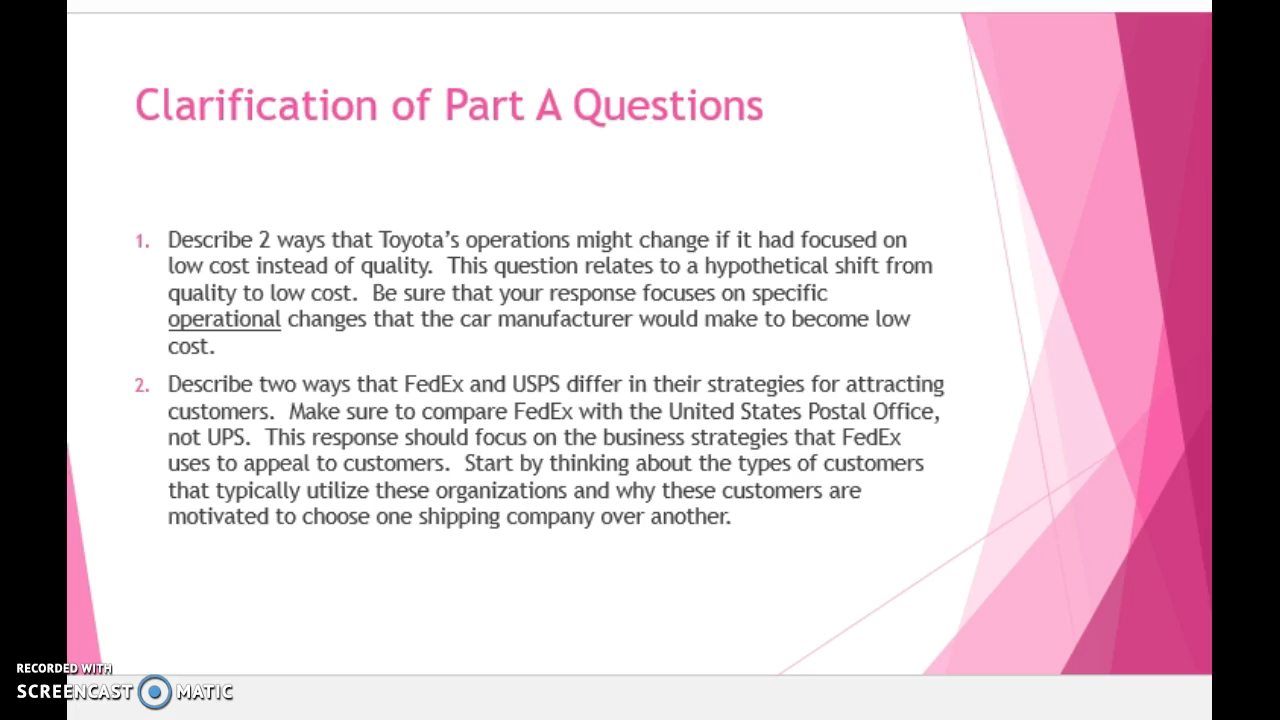 Clarification of Part A Questions
1. Describe 2 ways that Toyota’s operations might change if it had focused on
low cost instead of quality.  This question relates to a hypothetical shift from
quality to low cost.  Be sure that your response focuses on specific
operational changes that the car manufacturer would make to become low
cost.
2. Describe two ways that FedEx and USPS differ in their strategies for attracting
customers.  Make sure to compare FedEx with the United States Postal Office,
not UPS.  This response should focus on the business strategies that FedEx
uses to appeal to customers.  Start by thinking about the types of customers
that typically utilize these organizations and why these customers are
motivated to choose one shipping company over another.
RECORDED WITH
SCREENCAST MATIC